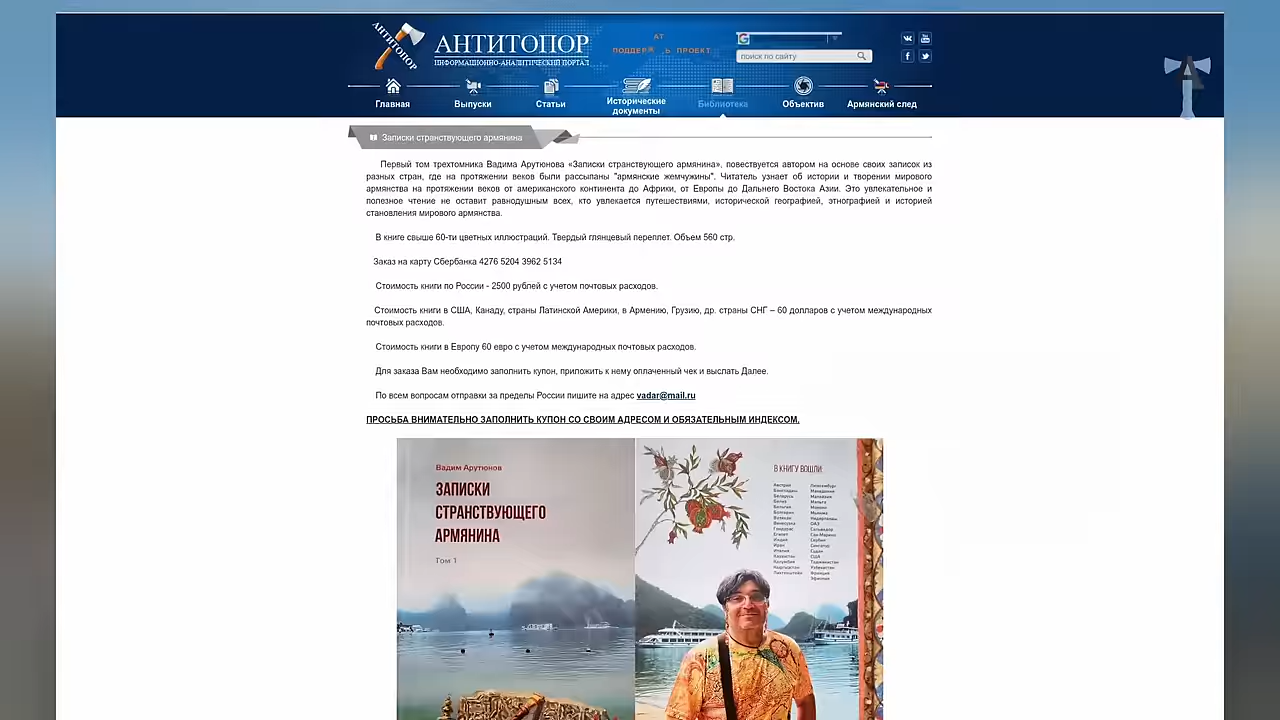 АНТИТОПОР
АНТИТОПОР
ИНФОРМАЦИОННО-АНАЛИТИЧЕСКИЙ ПОРТАЛ
поиск по сайту
Главная
Выпуски
Статьи
Исторические
документы
Библиотека
Объектив
Армянский след
Записки странствующего армянина
Первый том трехтомника Вадима Арутюнова «Записки странствующего армянина», повествуется автором на основе своих записок из
разных стран, где на протяжении веков были рассыпаны "армянские жемчужины". Читатель узнает об истории и творении мирового
армянства на протяжении веков от американского континента до Африки, от Европы до Дальнего Востока Азии. Это увлекательное и
полезное чтение не оставит равнодушным всех, кто увлекается путешествиями, исторической географией, этнографией и историей
становления мирового армянства.
В книге свыше 60-ти цветных иллюстраций. Твердый глянцевый переплет. Объем 560 стр.
Заказ на карту Сбербанка 4276 5204 3962 5134
Стоимость книги по России - 2500 рублей с учетом почтовых расходов.
Стоимость книги в США, Канаду, страны Латинской Америки, в Армению, Грузию, др. страны СНГ – 60 долларов с учетом международных
почтовых расходов.
Стоимость книги в Европу 60 евро с учетом международных почтовых расходов.
Для заказа Вам необходимо заполнить купон, приложить к нему оплаченный чек и выслать Далее.
По всем вопросам отправки за пределы России пишите на адрес vadar@mail.ru
ПРОСЬБА ВНИМАТЕЛЬНО ЗАПОЛНИТЬ КУПОН СО СВОИМ АДРЕСОМ И ОБЯЗАТЕЛЬНЫМ ИНДЕКСОМ.
Вадим Арутюнов
ЗАПИСКИ
СТРАНСТВУЮЩЕГО
АРМЯНИНА
Том 1
В КНИГУ ВОШЛИ: